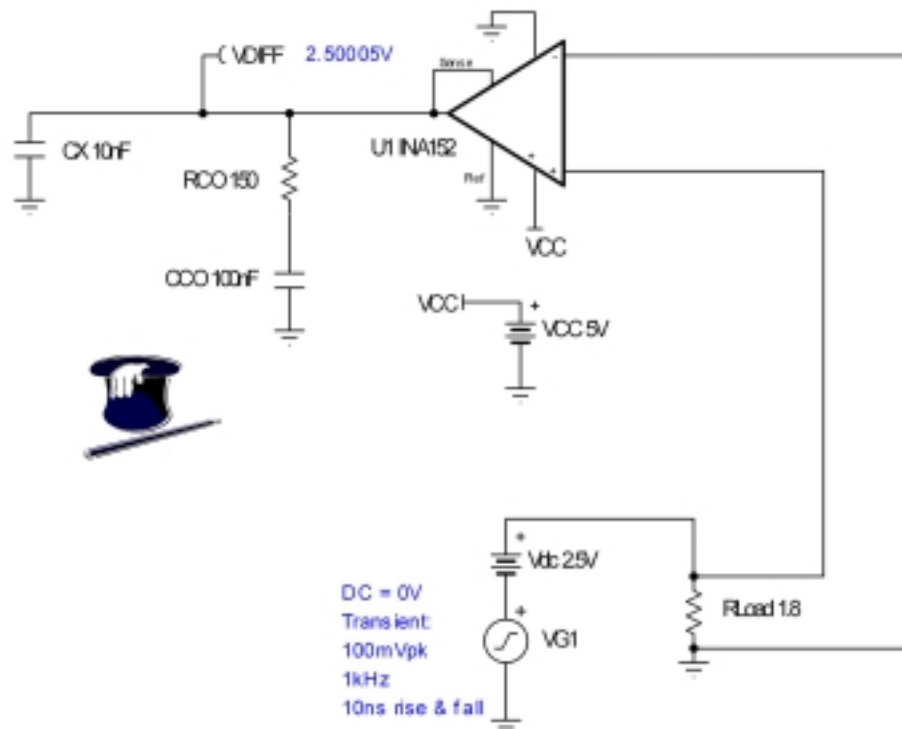 VDIFF 2.50005V
Sense
-
CX 10nF
U1 INA152
RCO 150
Ref
+
+
VCC
CCO 100nF
VCC
+
VCC 5V
+
Vdc 2.5V
DC = 0V
Transient:
100mVpk
1kHz
10ns rise & fall
+
VG1
RLoad 1.8